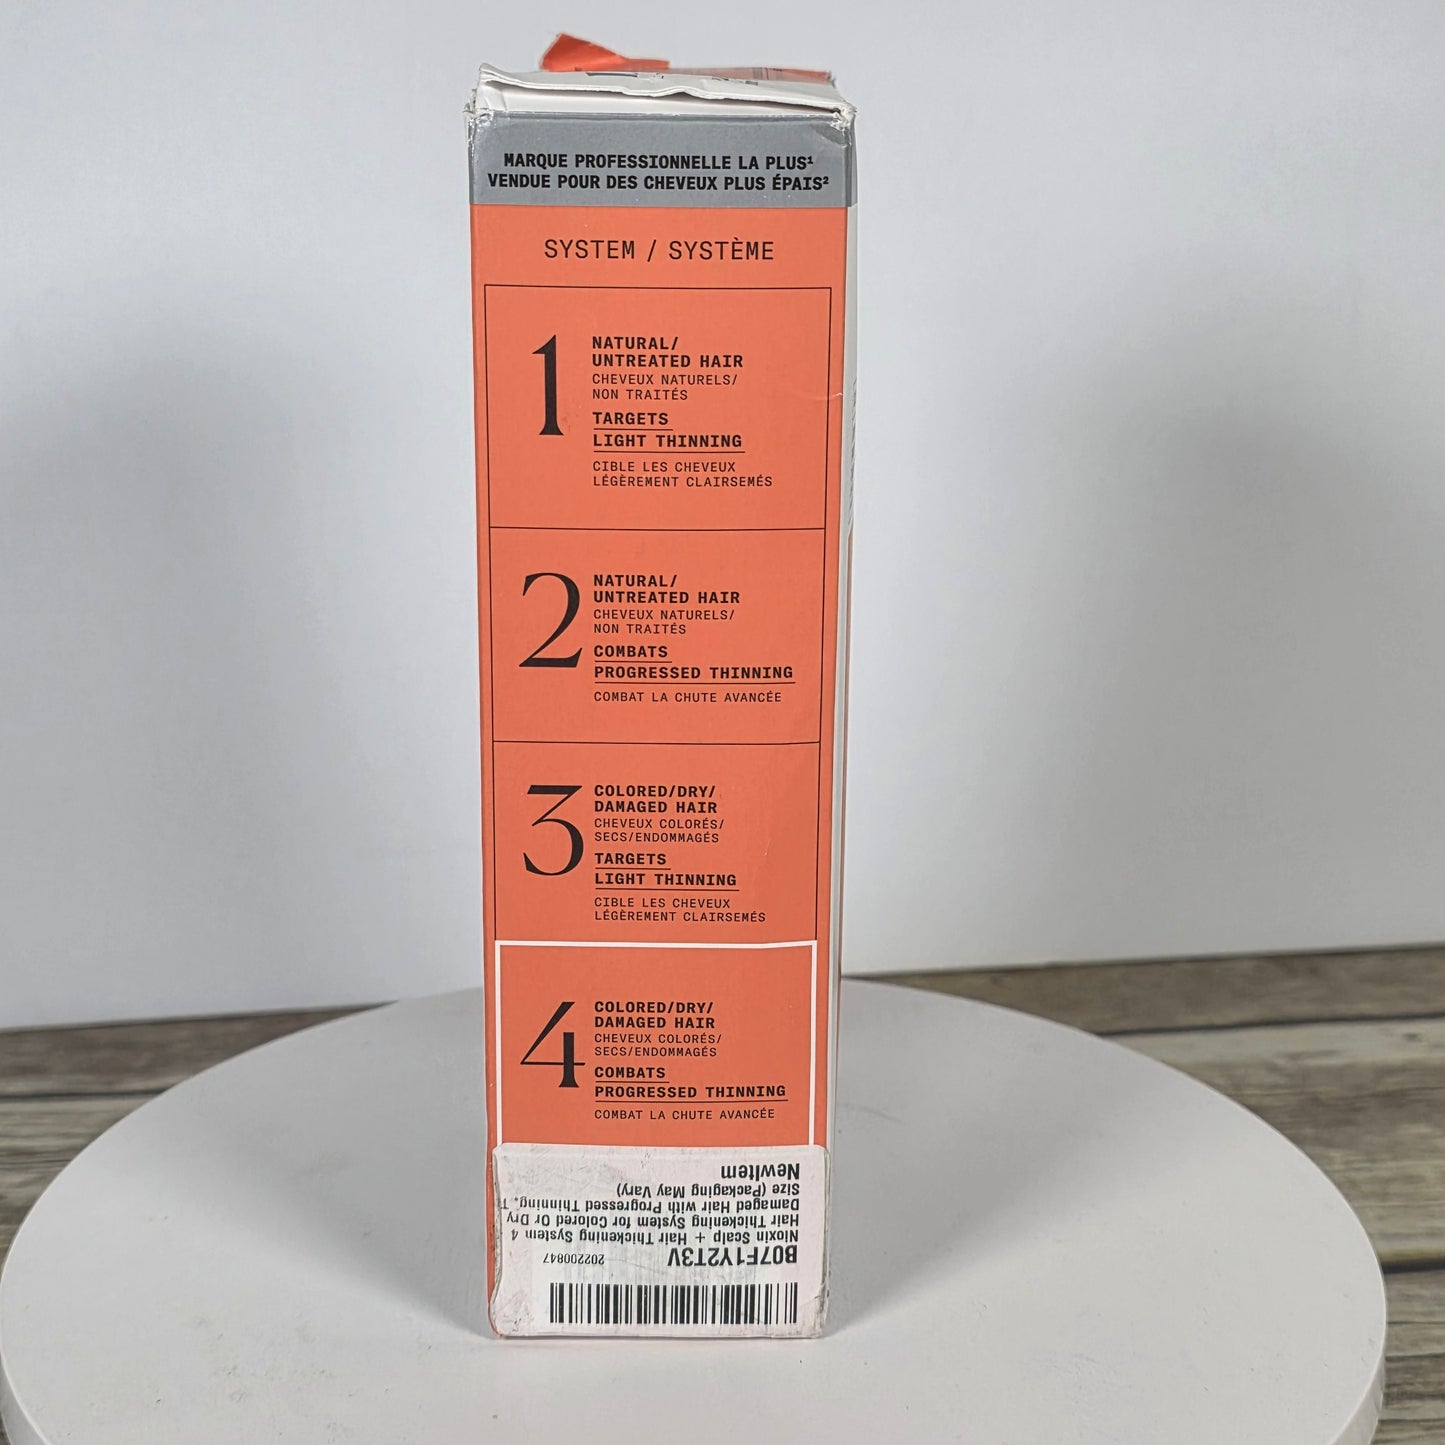 MARQUE PROFESSIONNELLE LA PLUS¹
VENDUE POUR DES CHEVEUX PLUS ÉPAIS²
SYSTEM / SYSTÈME
1
NATURAL/
UNTREATED HAIR
CHEVEUX NATURELS/
NON TRAITÉS
TARGETS
LIGHT THINNING
CIBLE LES CHEVEUX
LÉGÈREMENT CLAIRSEMÉS
2
NATURAL/
UNTREATED HAIR
CHEVEUX NATURELS/
NON TRAITÉS
COMBATS
PROGRESSED THINNING
COMBAT LA CHUTE AVANCÉE
3
COLORED/DRY/
DAMAGED HAIR
CHEVEUX COLORÉS/
SECS/ENDOMMAGÉS
TARGETS
LIGHT THINNING
CIBLE LES CHEVEUX
LÉGÈREMENT CLAIRSEMÉS
4
COLORED/DRY/
DAMAGED HAIR
CHEVEUX COLORÉS/
SECS/ENDOMMAGÉS
COMBATS
PROGRESSED THINNING
COMBAT LA CHUTE AVANCÉE
B07F1Y2T3V 202200847
Nioxin Scalp + Hair Thickening System 4
Hair Thickening System for Colored Or Dry
Damaged Hair with Progressed Thinning, T
Size (Packaging May Vary)
NewItem